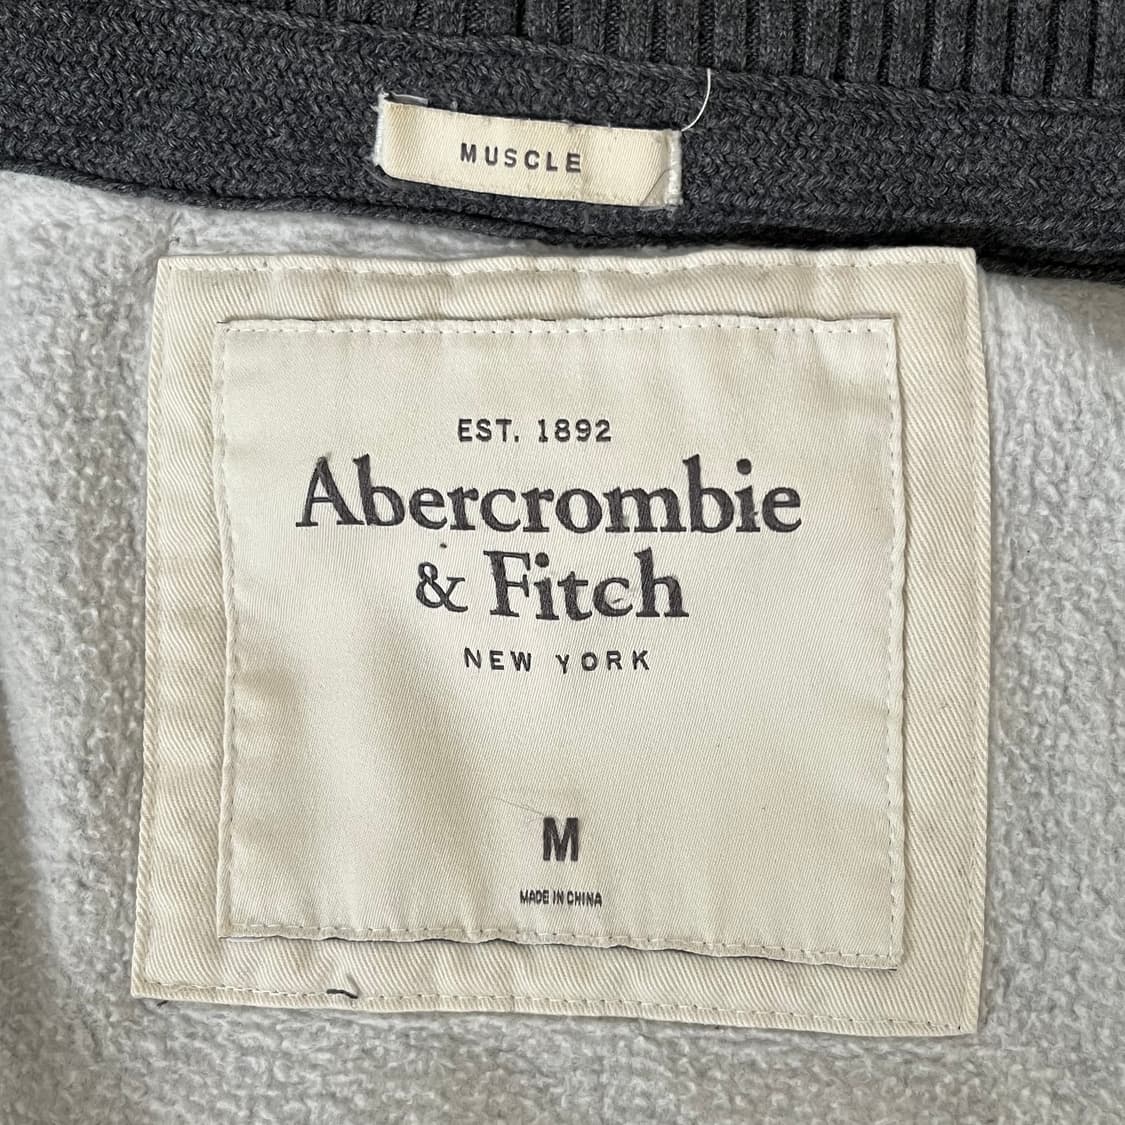 MUSCLE
EST. 1892
Abercrombie
& Fitch
NEW YORK
M
MADE IN CHINA